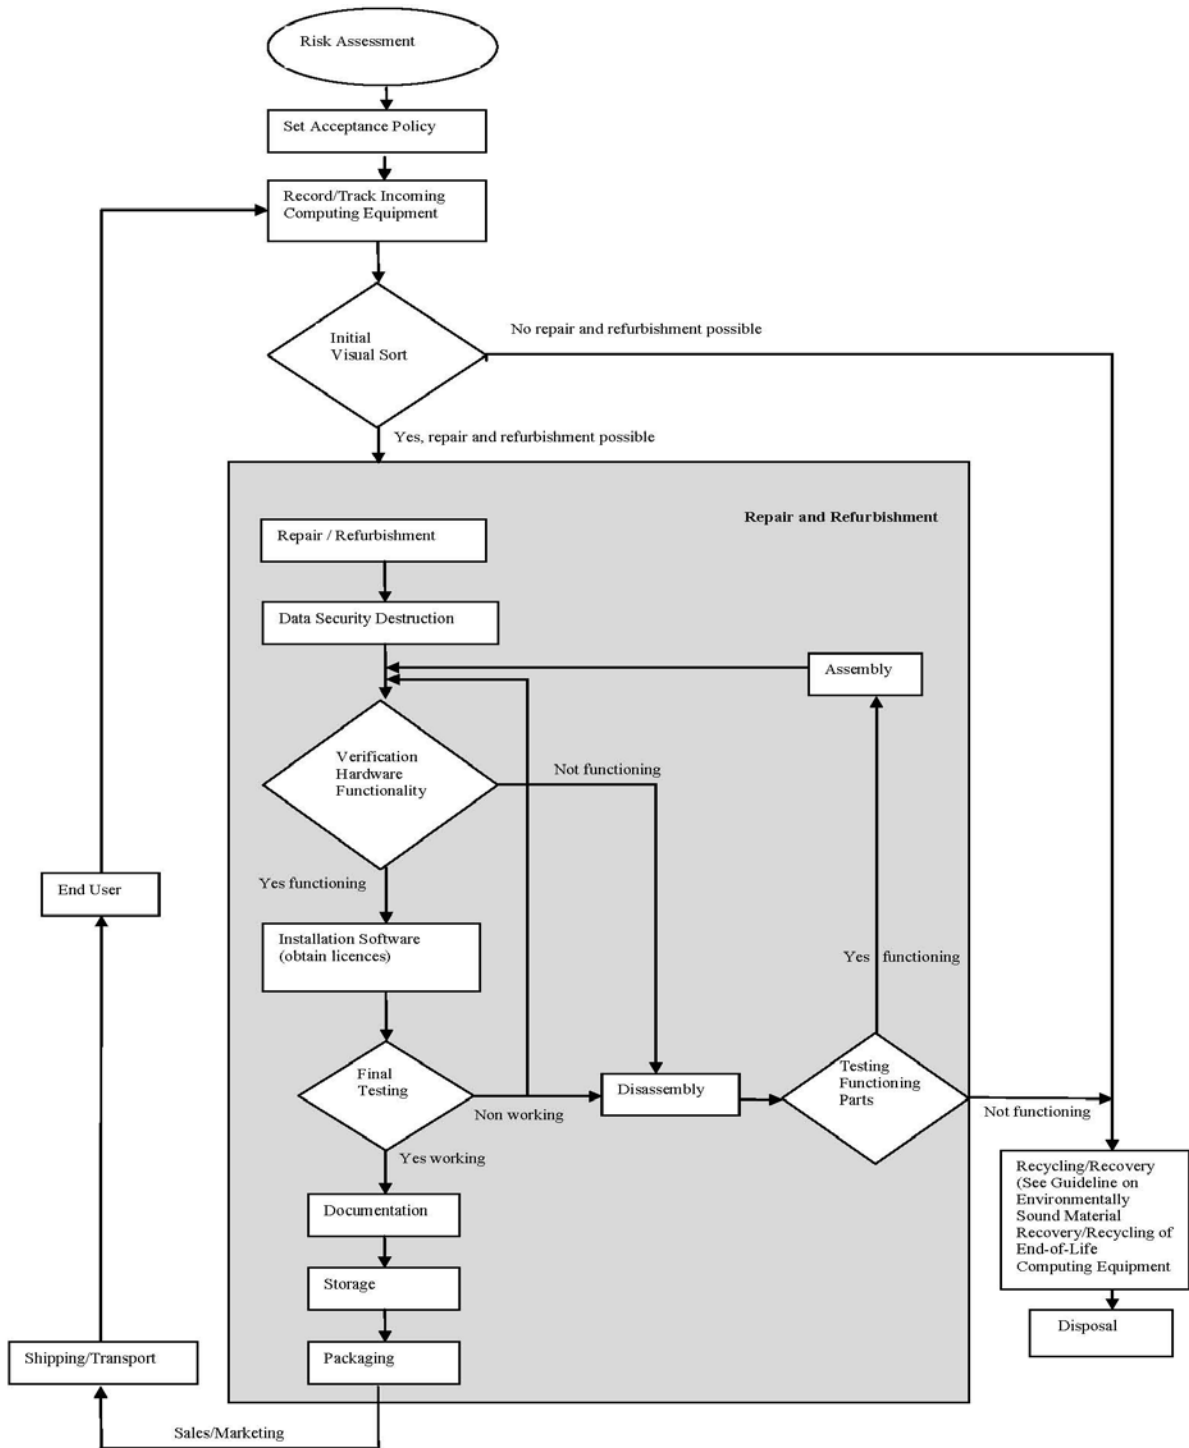 Risk Assessment
Set Acceptance Policy
Record/Track Incoming
Computing Equipment
Initial
Visual Sort
No repair and refurbishment possible
Yes, repair and refurbishment possible
Repair and Refurbishment
Repair / Refurbishment
Data Security Destruction
Assembly
Verification
Hardware
Functionality
Not functioning
Yes functioning
End User
Installation Software
(obtain licences)
Yes functioning
Final
Testing
Non working
Disassembly
Testing
Functioning
Parts
Not functioning
Yes working
Recycling/Recovery
(See Guideline on
Environmentally
Sound Material
Recovery/Recycling of
End-of-Life
Computing Equipment
Documentation
Storage
Disposal
Shipping/Transport
Packaging
Sales/Marketing